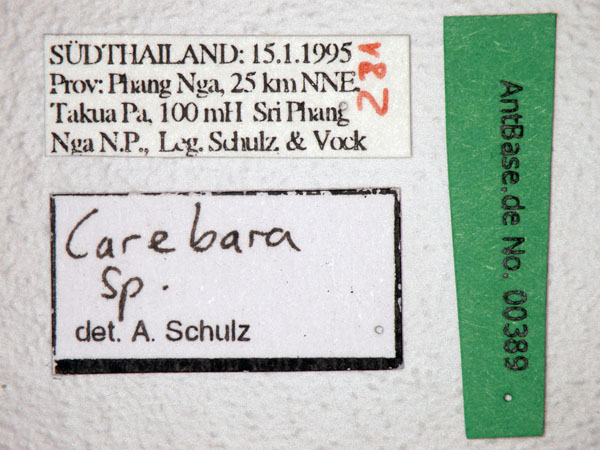 SÜDTHAILAND: 15.1.1995
Prov: Phang Nga, 25 km NNE.
Takua Pa, 100 mH Sri Phang
Nga N.P., Leg. Schulz. & Vock
281
Carebara
sp.
det. A. Schulz
AntBase.de No. 00389